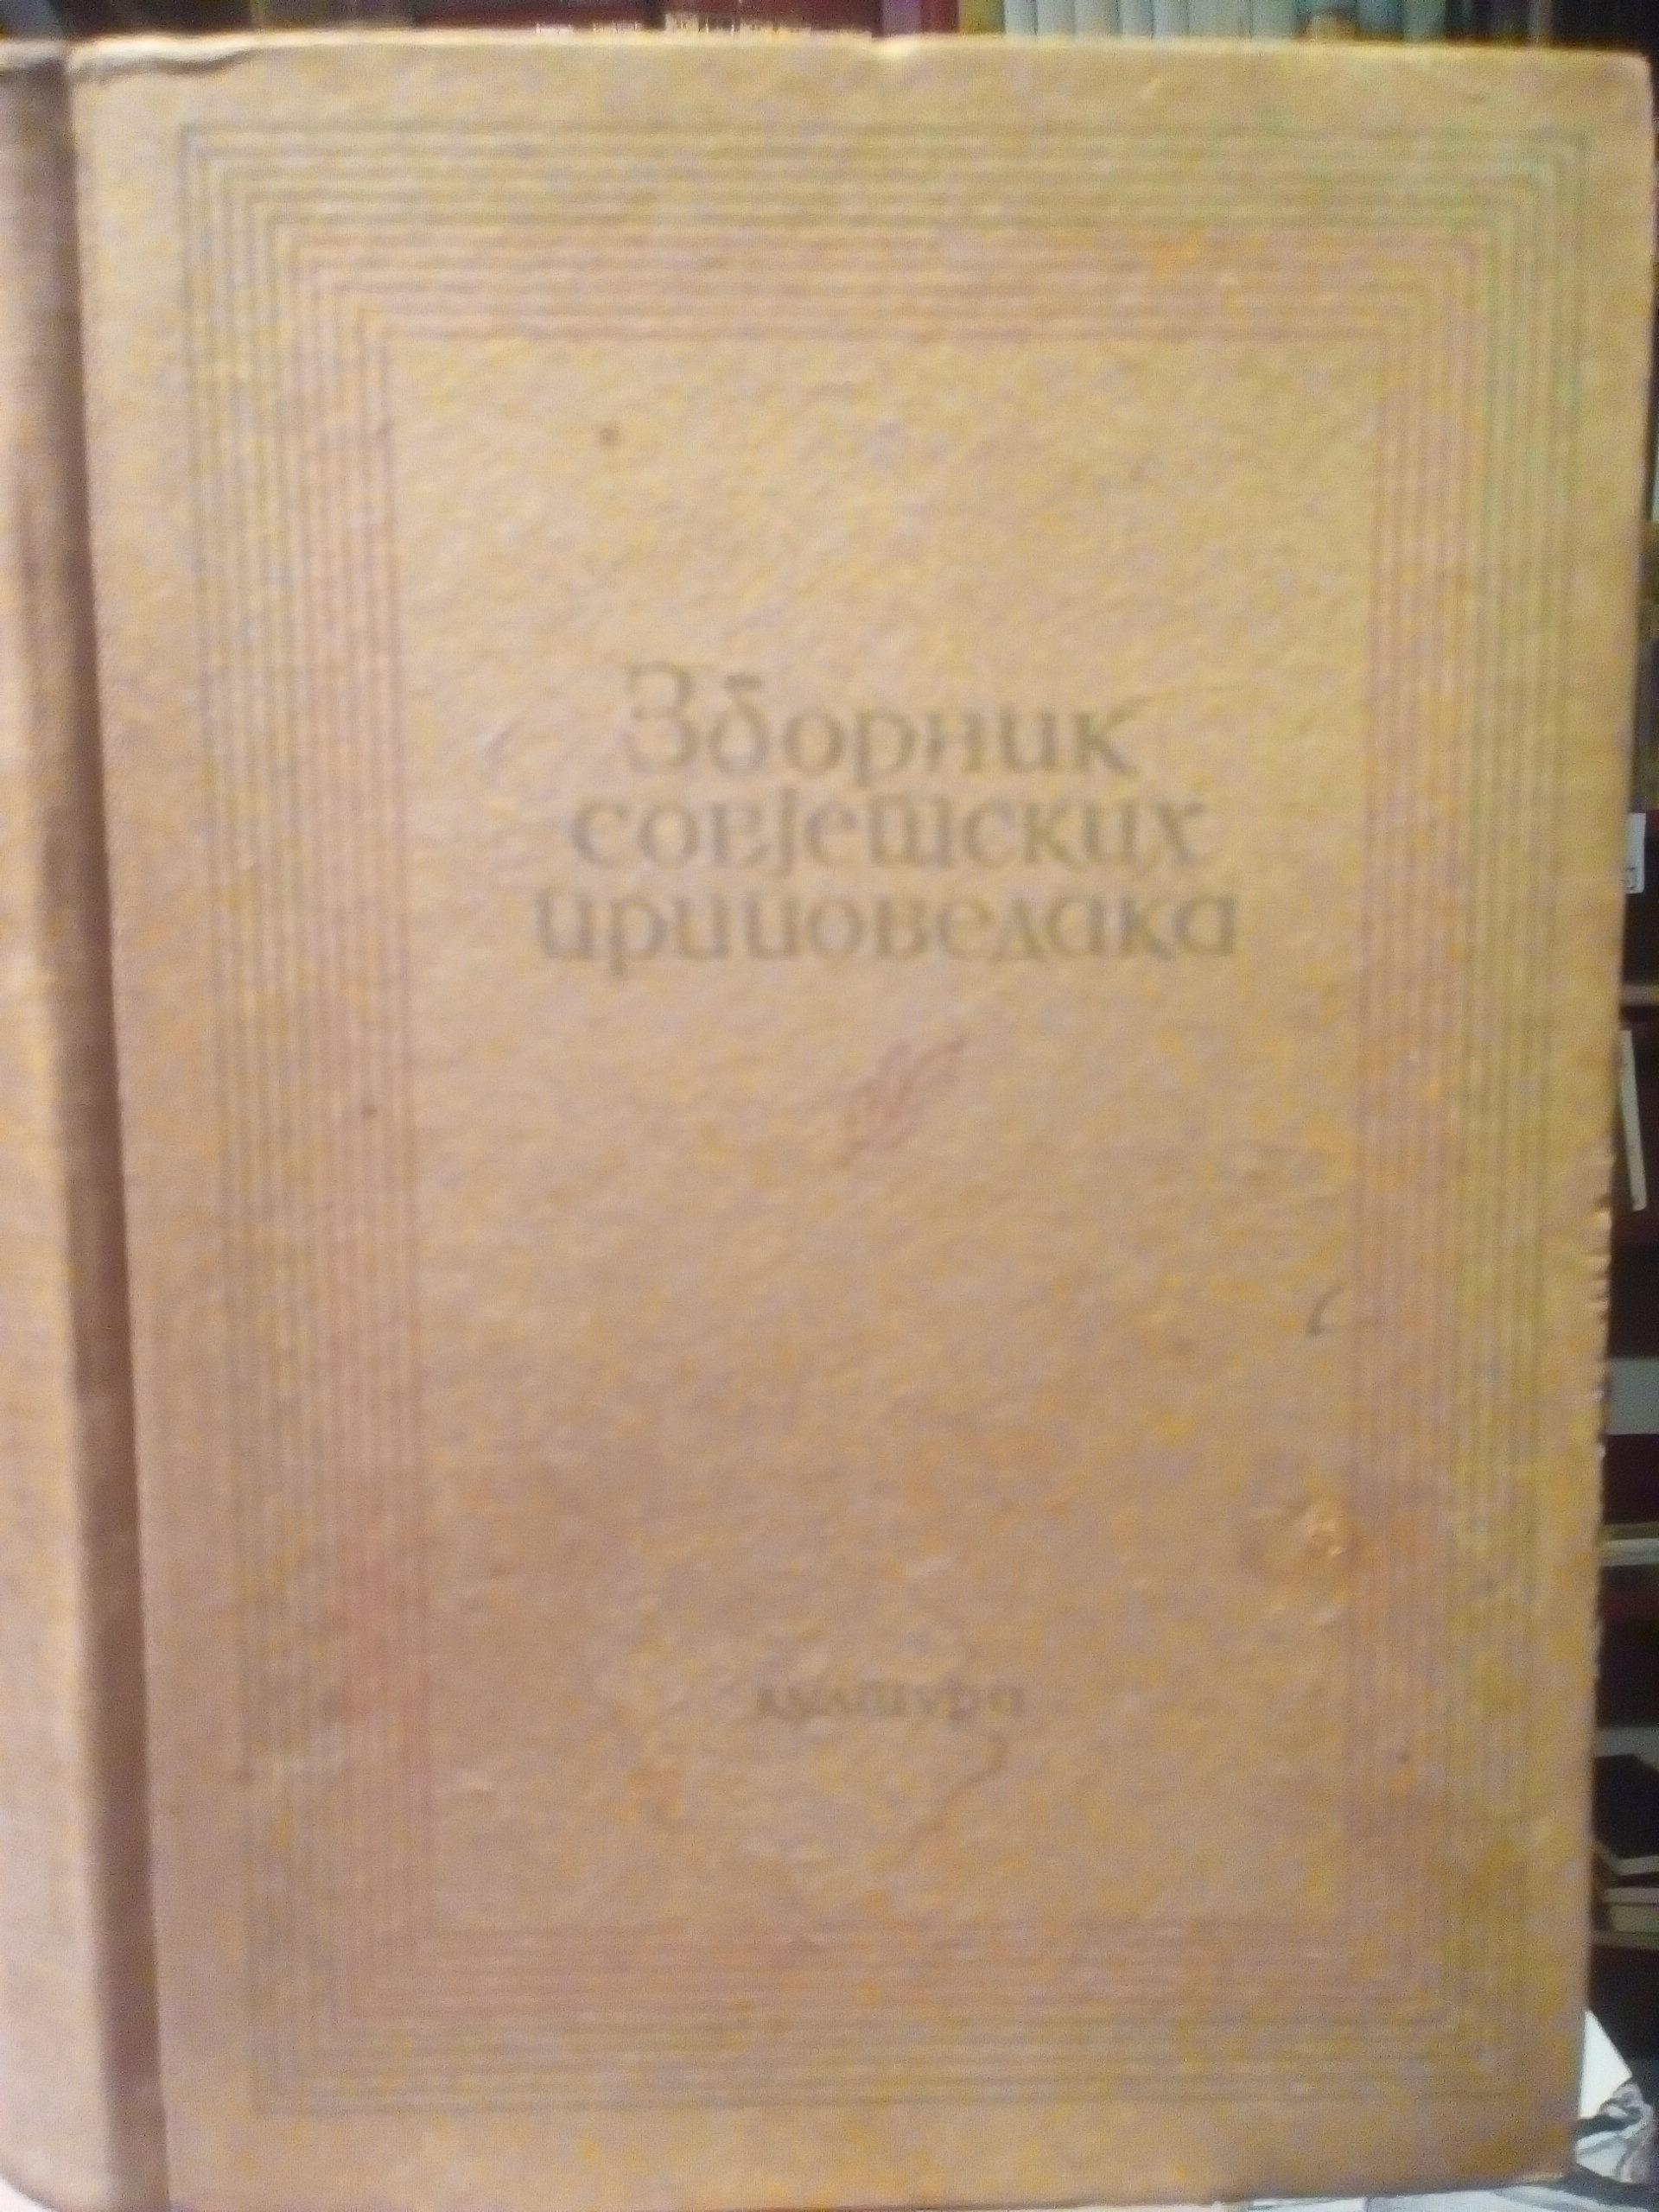 Зборник
совјетских
приповедака
култура